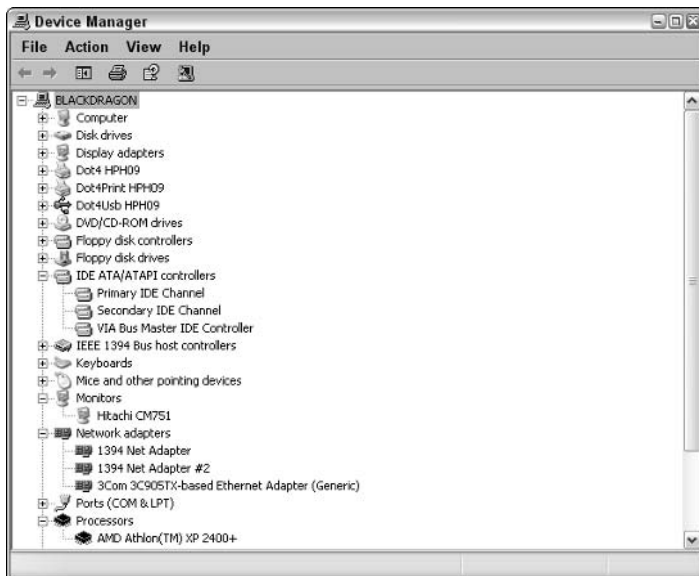 Device Manager
File Action View Help
BLACKDRAGON
Computer
Disk drives
Display adapters
Dot4 HPH09
Dot4Print HPH09
Dot4Usb HPH09
DVD/CD-ROM drives
Floppy disk controllers
Floppy disk drives
IDE ATA/ATAPI controllers
Primary IDE Channel
Secondary IDE Channel
VIA Bus Master IDE Controller
IEEE 1394 Bus host controllers
Keyboards
Mice and other pointing devices
Monitors
Hitachi CM751
Network adapters
1394 Net Adapter
1394 Net Adapter #2
3Com 3C905TX-based Ethernet Adapter (Generic)
Ports (COM & LPT)
Processors
AMD Athlon(TM) XP 2400+